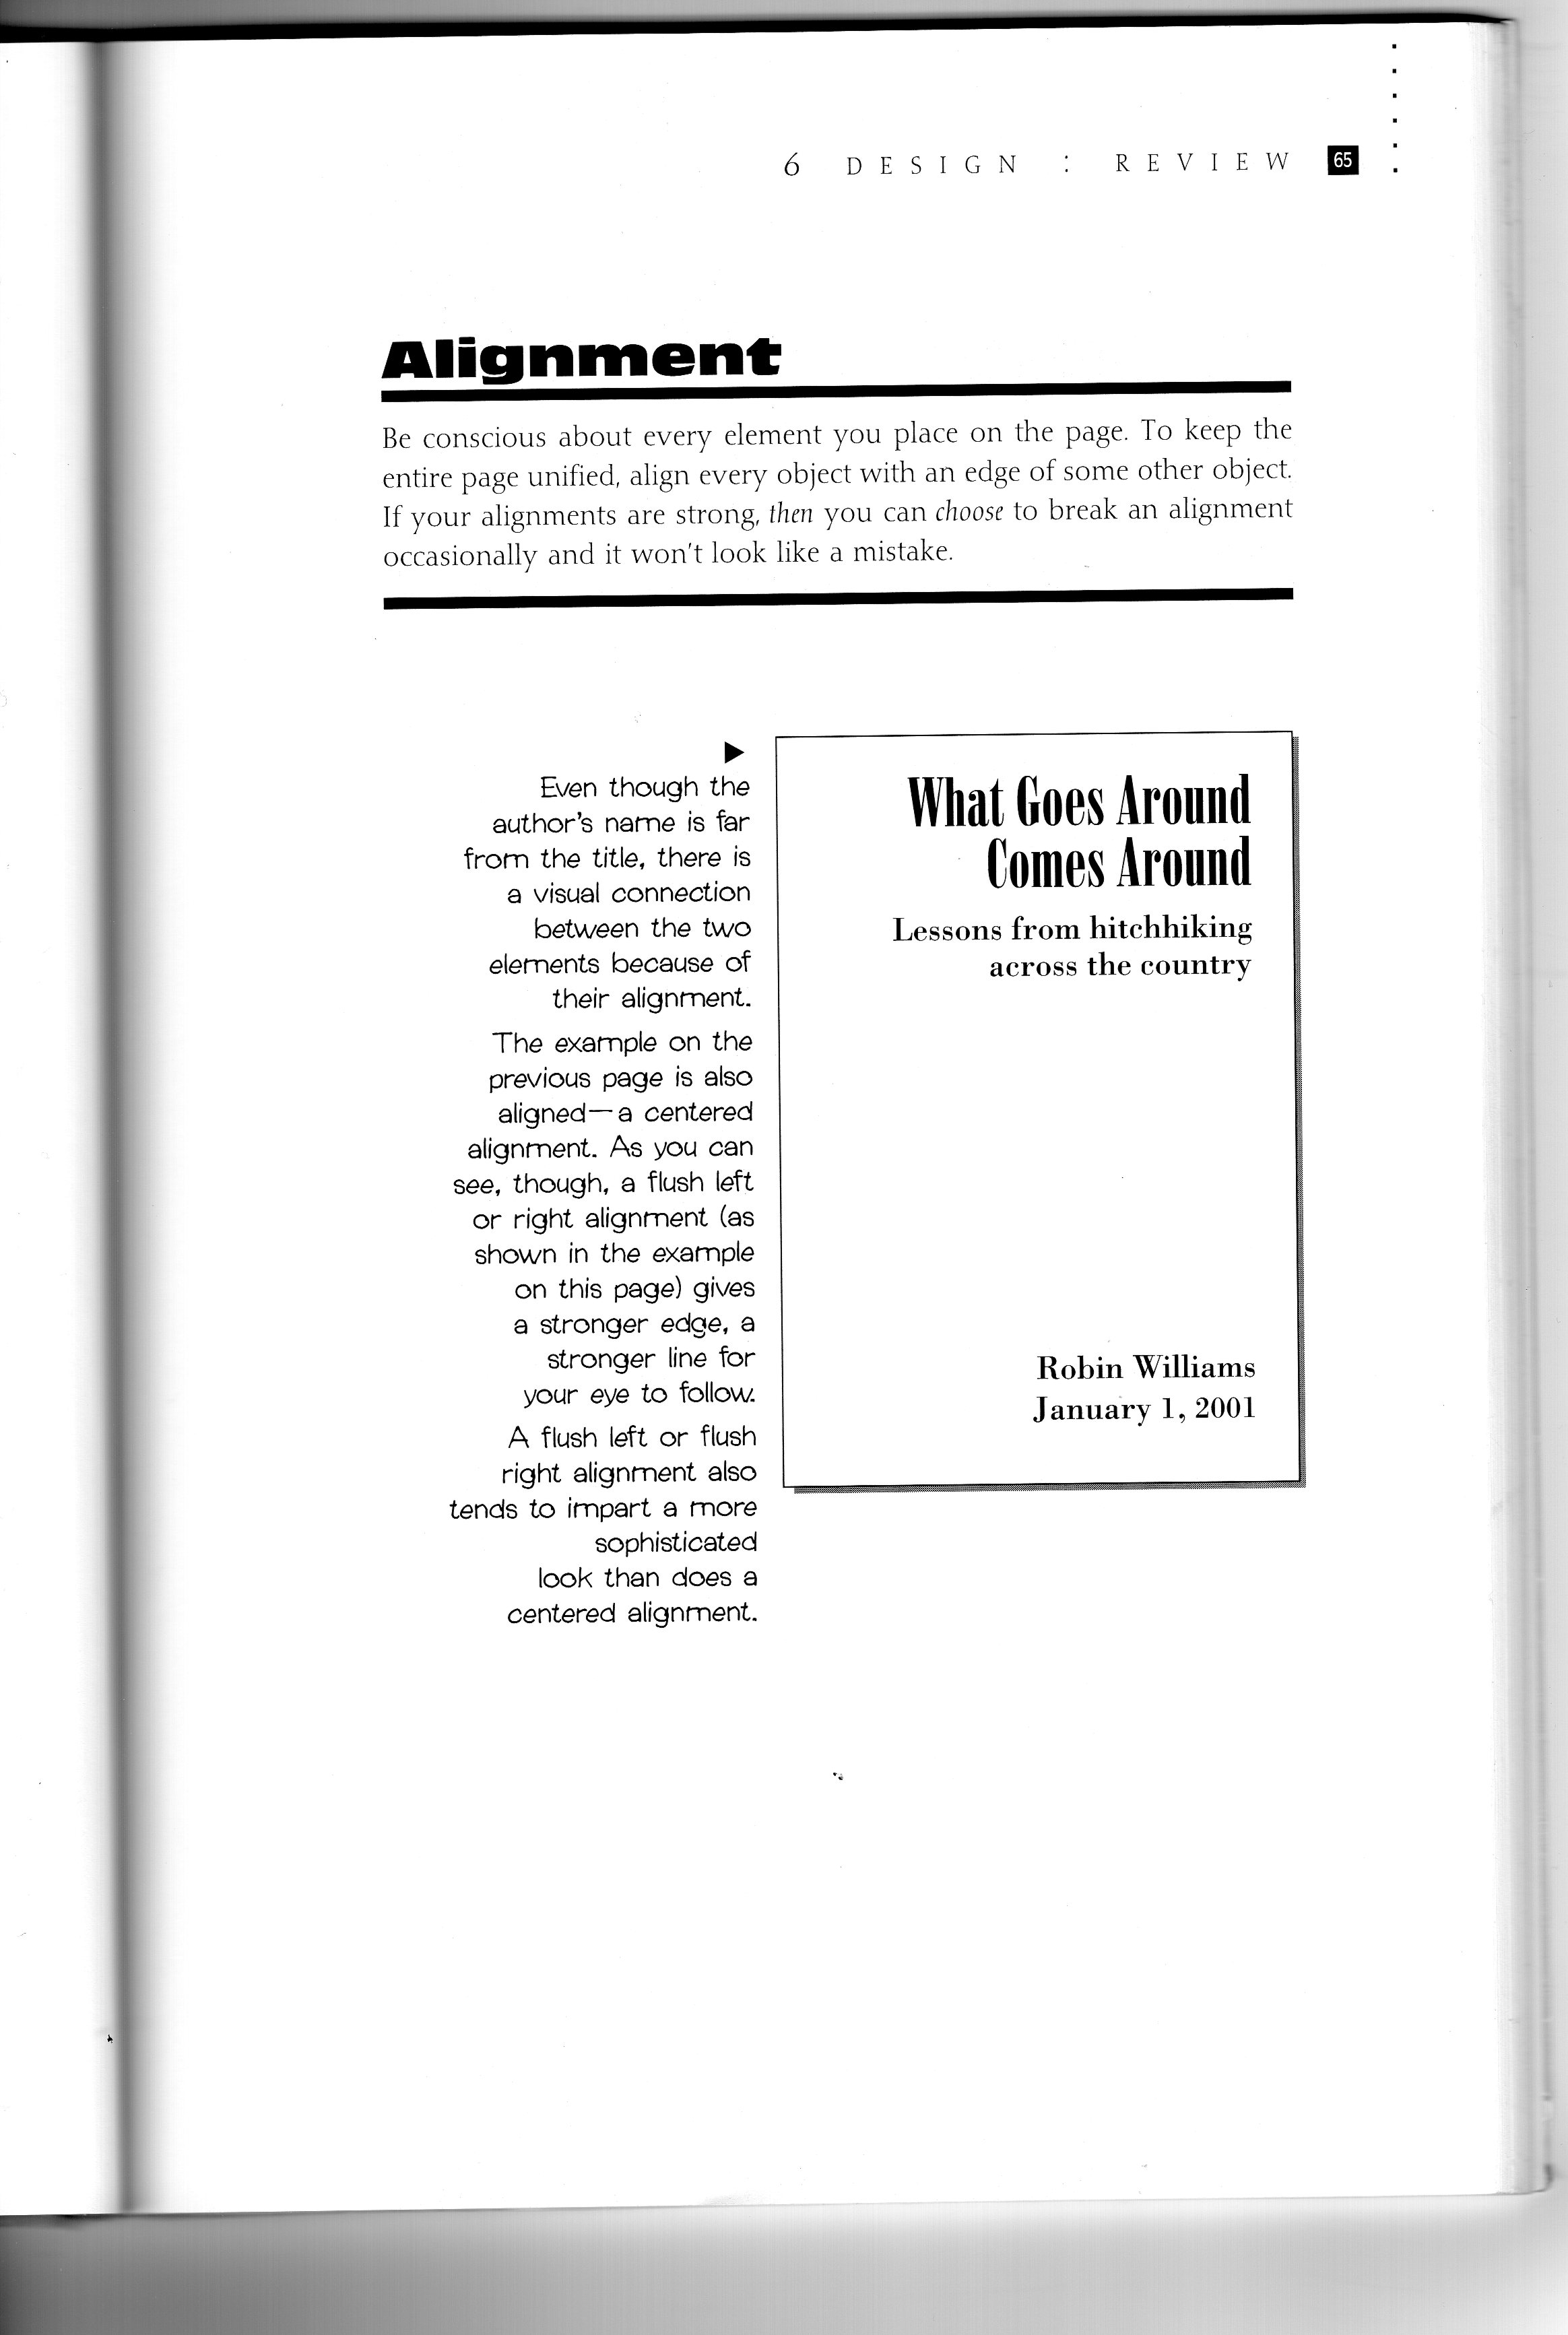 6 DESIGN : REVIEW 65
Alignment
Be conscious about every element you place on the page. To keep the
entire page unified, align every object with an edge of some other object.
If your alignments are strong, then you can choose to break an alignment
occasionally and it won't look like a mistake.
Even though the
author's name is far
from the title, there is
a visual connection
between the two
elements because of
their alignment.
The example on the
previous page is also
aligned—a centered
alignment. As you can
see, though, a flush left
or right alignment (as
shown in the example
on this page) gives
a stronger edge, a
stronger line for
your eye to follow.
A flush left or flush
right alignment also
tends to impart a more
sophisticated
look than does a
centered alignment.
What Goes Around
Comes Around
Lessons from hitchhiking
across the country
Robin Williams
January 1, 2001